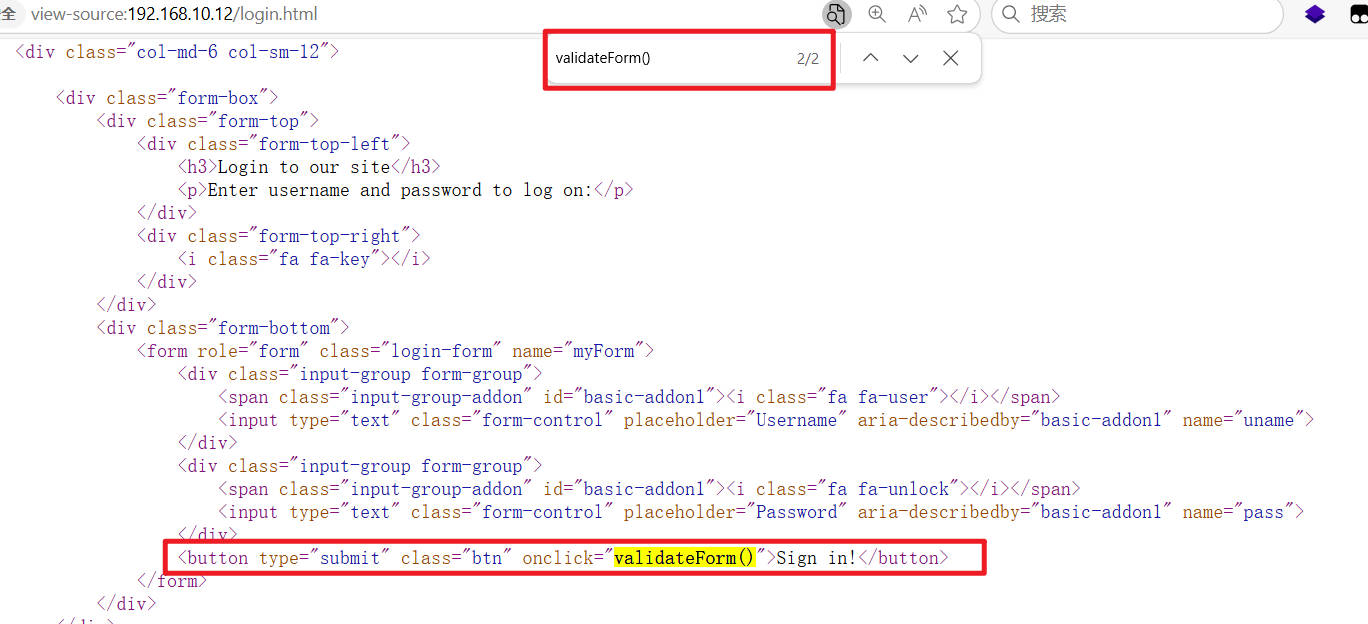 全 view-source:192.168.10.12/login.html 搜索
validateForm() 2/2
<div class="col-md-6 col-sm-12">
<div class="form-box">
<div class="form-top">
<div class="form-top-left">
<h3>Login to our site</h3>
<p>Enter username and password to log on:</p>
</div>
<div class="form-top-right">
<i class="fa fa-key"></i>
</div>
</div>
<div class="form-bottom">
<form role="form" class="login-form" name="myForm">
<div class="input-group form-group">
<span class="input-group-addon" id="basic-addon1"><i class="fa fa-user"></i></span>
<input type="text" class="form-control" placeholder="Username" aria-describedby="basic-addon1" name="uname">
</div>
<div class="input-group form-group">
<span class="input-group-addon" id="basic-addon1"><i class="fa fa-unlock"></i></span>
<input type="text" class="form-control" placeholder="Password" aria-describedby="basic-addon1" name="pass">
</div>
<button type="submit" class="btn" onclick="validateForm()">Sign in!</button>
</form>
</div>
</div>